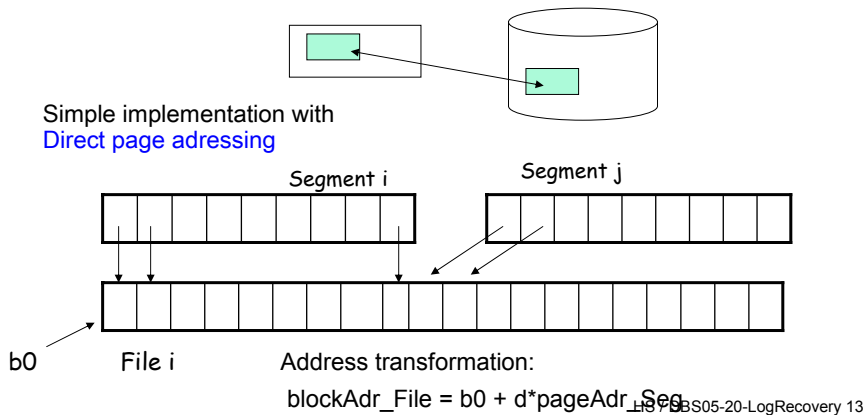 Simple implementation with
Direct page adressing
Segment i
Segment j
b0
File i
Address transformation:
blockAdr_File = b0 + d*pageAdr_Seg
HS / DBS05-20-LogRecovery 13